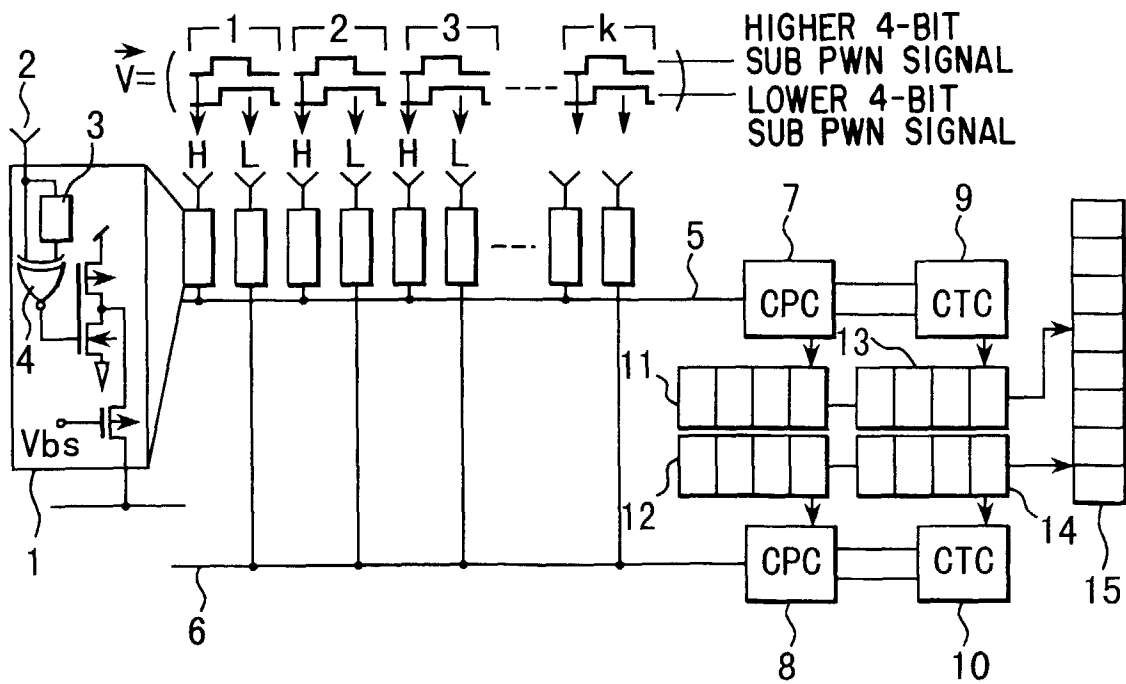 1 2 3 k
HIGHER 4-BIT
SUB PWN SIGNAL
V= (
)
LOWER 4-BIT
SUB PWN SIGNAL
2
3
H L H L H L
4
Vbs
1
5
7
9
CPC
CTC
13
11
12
14
15
CPC
CTC
6
8
10